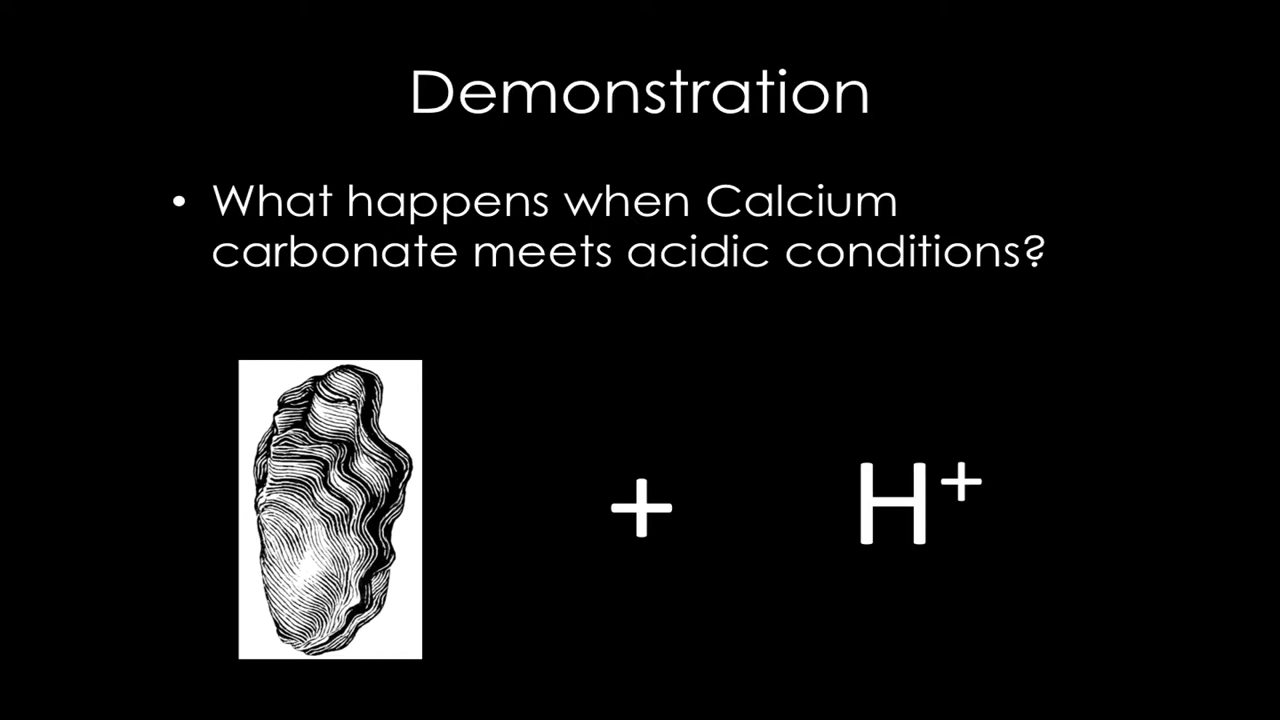 Demonstration
• What happens when Calcium
carbonate meets acidic conditions?
+ H⁺